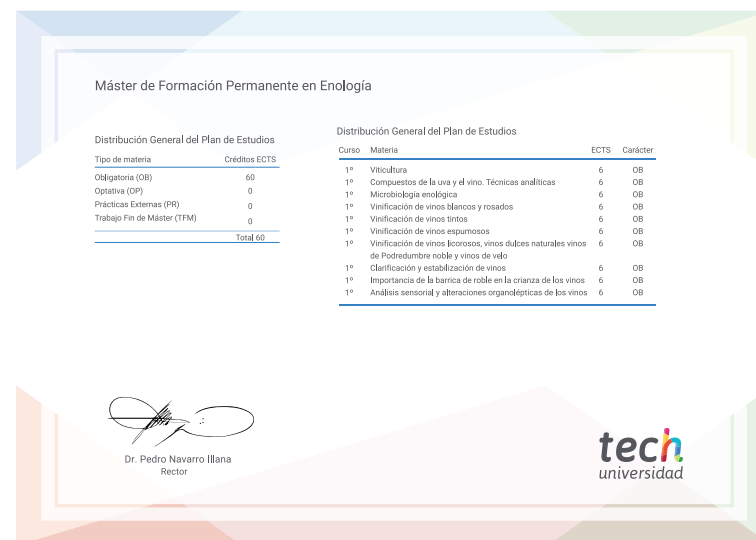 Máster de Formación Permanente en Enología
Distribución General del Plan de Estudios
Tipo de materia Créditos ECTS
Obligatoria (OB) 60
Optativa (OP) 0
Prácticas Externas (PR) 0
Trabajo Fin de Máster (TFM) 0
Total 60
Distribución General del Plan de Estudios
Curso Materia ECTS Carácter
1º Viticultura 6 OB
1º Compuestos de la uva y el vino. Técnicas analíticas 6 OB
1º Microbiología enológica 6 OB
1º Vinificación de vinos blancos y rosados 6 OB
1º Vinificación de vinos tintos 6 OB
1º Vinificación de vinos espumosos 6 OB
1º Vinificación de vinos licorosos, vinos dulces naturales vinos 6 OB
de Podredumbre noble y vinos de velo
1º Clarificación y estabilización de vinos 6 OB
1º Importancia de la barrica de roble en la crianza de los vinos 6 OB
1º Análisis sensorial y alteraciones organolépticas de los vinos 6 OB
Dr. Pedro Navarro Illana
Rector
tech
universidad